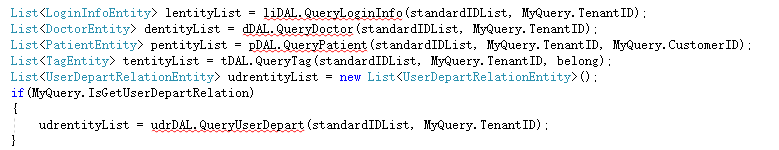 List<LoginInfoEntity> lentityList = liDAL.QueryLoginInfo(standardIDList, MyQuery.TenantID);
List<DoctorEntity> dentityList = dDAL.QueryDoctor(standardIDList, MyQuery.TenantID);
List<PatientEntity> pentityList = pDAL.QueryPatient(standardIDList, MyQuery.TenantID, MyQuery.CustomerID);
List<TagEntity> tentityList = tDAL.QueryTag(standardIDList, MyQuery.TenantID, belong);
List<UserDepartRelationEntity> udrentityList = new List<UserDepartRelationEntity>();
if(MyQuery.IsGetUserDepartRelation)
{
    udrentityList = udrDAL.QueryUserDepart(standardIDList, MyQuery.TenantID);
}